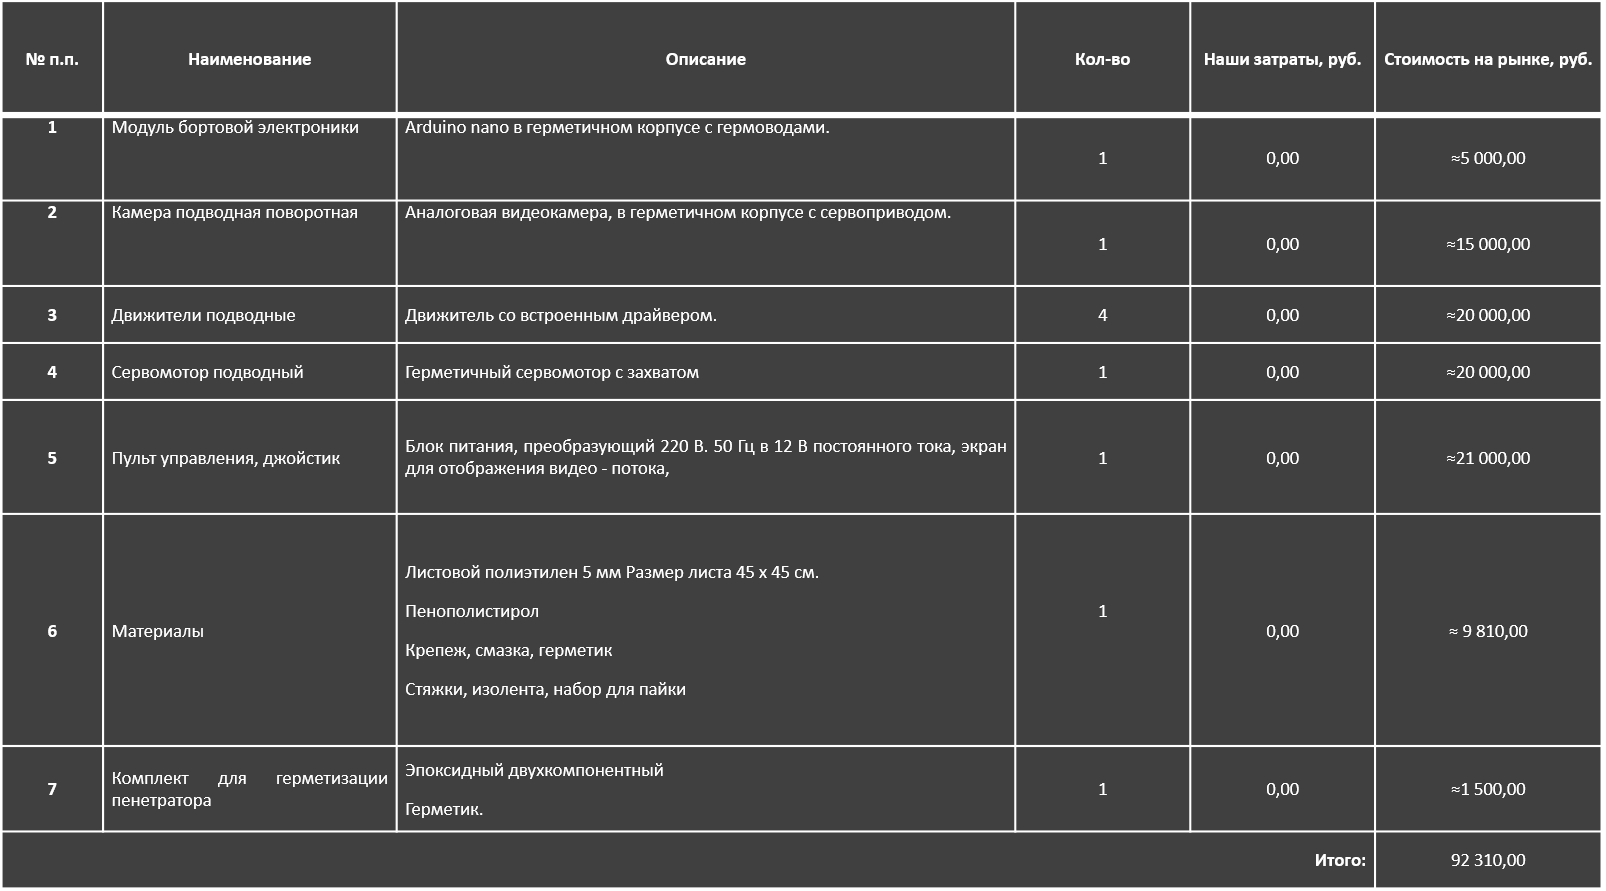 № п.п.
Наименование
Описание
Кол-во
Наши затраты, руб.
Стоимость на рынке, руб.
1
Модуль бортовой электроники
Arduino nano в герметичном корпусе с гермоводами.
1
0,00
≈5 000,00
2
Камера подводная поворотная
Аналоговая видеокамера, в герметичном корпусе с сервоприводом.
1
0,00
≈15 000,00
3
Движители подводные
Движитель со встроенным драйвером.
4
0,00
≈20 000,00
4
Сервомотор подводный
Герметичный сервомотор с захватом
1
0,00
≈20 000,00
5
Пульт управления, джойстик
Блок питания, преобразующий 220 В. 50 Гц в 12 В постоянного тока, экран
для отображения видео - потока,
1
0,00
≈21 000,00
6
Материалы
Листовой полиэтилен 5 мм Размер листа 45 х 45 см.
Пенополистирол
Крепеж, смазка, герметик
Стяжки, изолента, набор для пайки
1
0,00
≈ 9 810,00
7
Комплект для герметизации
пенетратора
Эпоксидный двухкомпонентный
Герметик.
1
0,00
≈1 500,00
Итого:
92 310,00